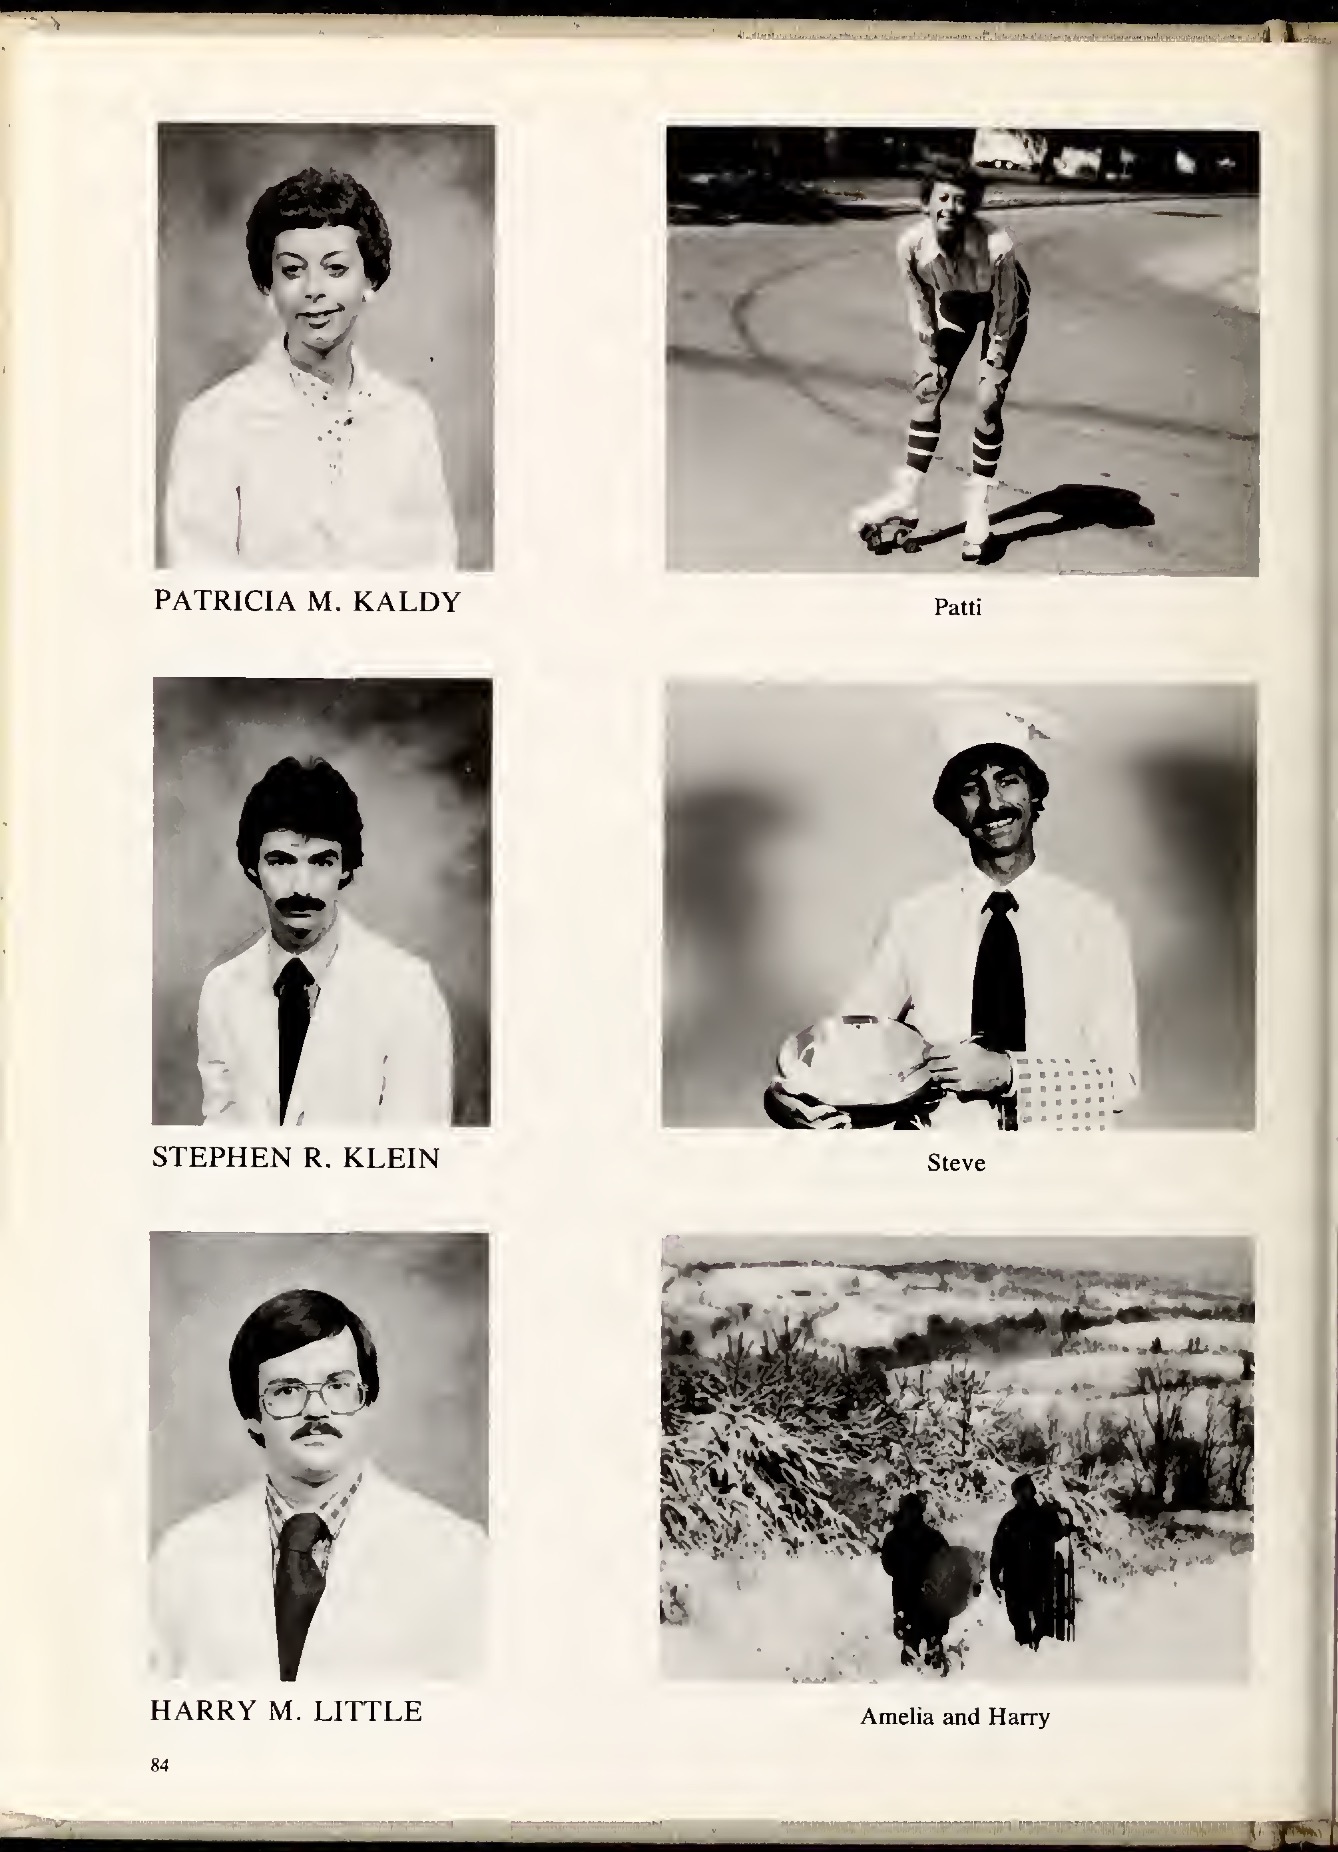 PATRICIA M. KALDY
Patti
STEPHEN R. KLEIN
Steve
HARRY M. LITTLE
Amelia and Harry
84